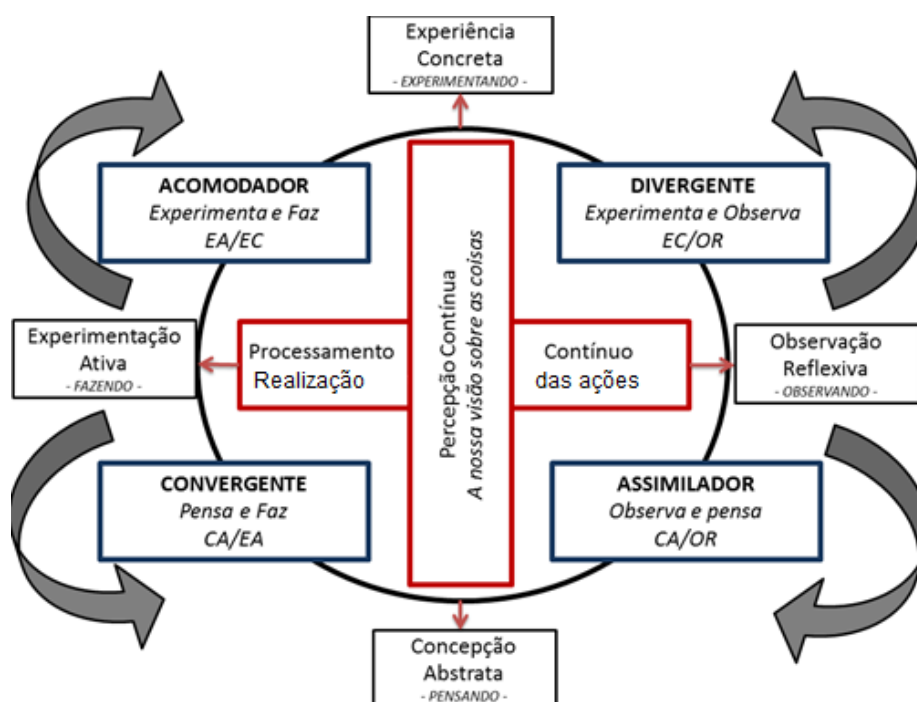 Experiência
Concreta
- EXPERIMENTANDO -
ACOMODADOR
Experimenta e Faz
EA/EC
DIVERGENTE
Experimenta e Observa
EC/OR
Experimentação
Ativa
- FAZENDO -
Processamento
Realização
Percepção Contínua
A nossa visão sobre as coisas
Contínuo
das ações
Observação
Reflexiva
- OBSERVANDO -
CONVERGENTE
Pensa e Faz
CA/EA
ASSIMILADOR
Observa e pensa
CA/OR
Concepção
Abstrata
- PENSANDO -